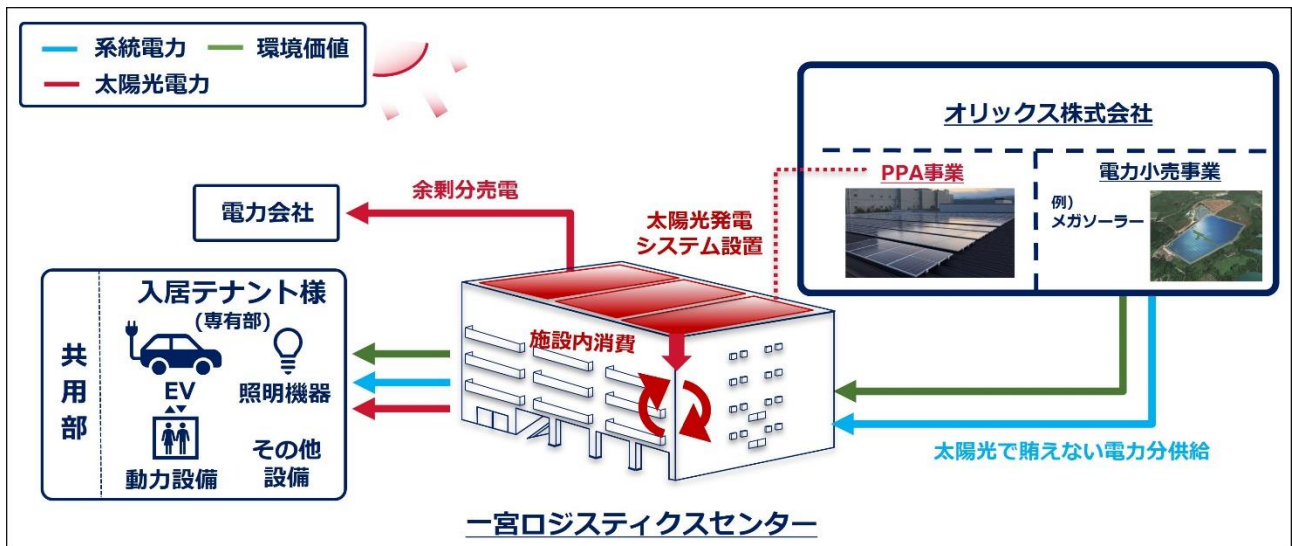 系統電力
環境価値
太陽光電力
オリックス株式会社
PPA事業
電力小売事業
例)
メガソーラー
余剰分売電
電力会社
太陽光発電
システム設置
入居テナント様
(専有部)
共用部
EV
照明機器
動力設備
その他
設備
施設内消費
太陽光で賄えない電力分供給
一宮ロジスティクスセンター